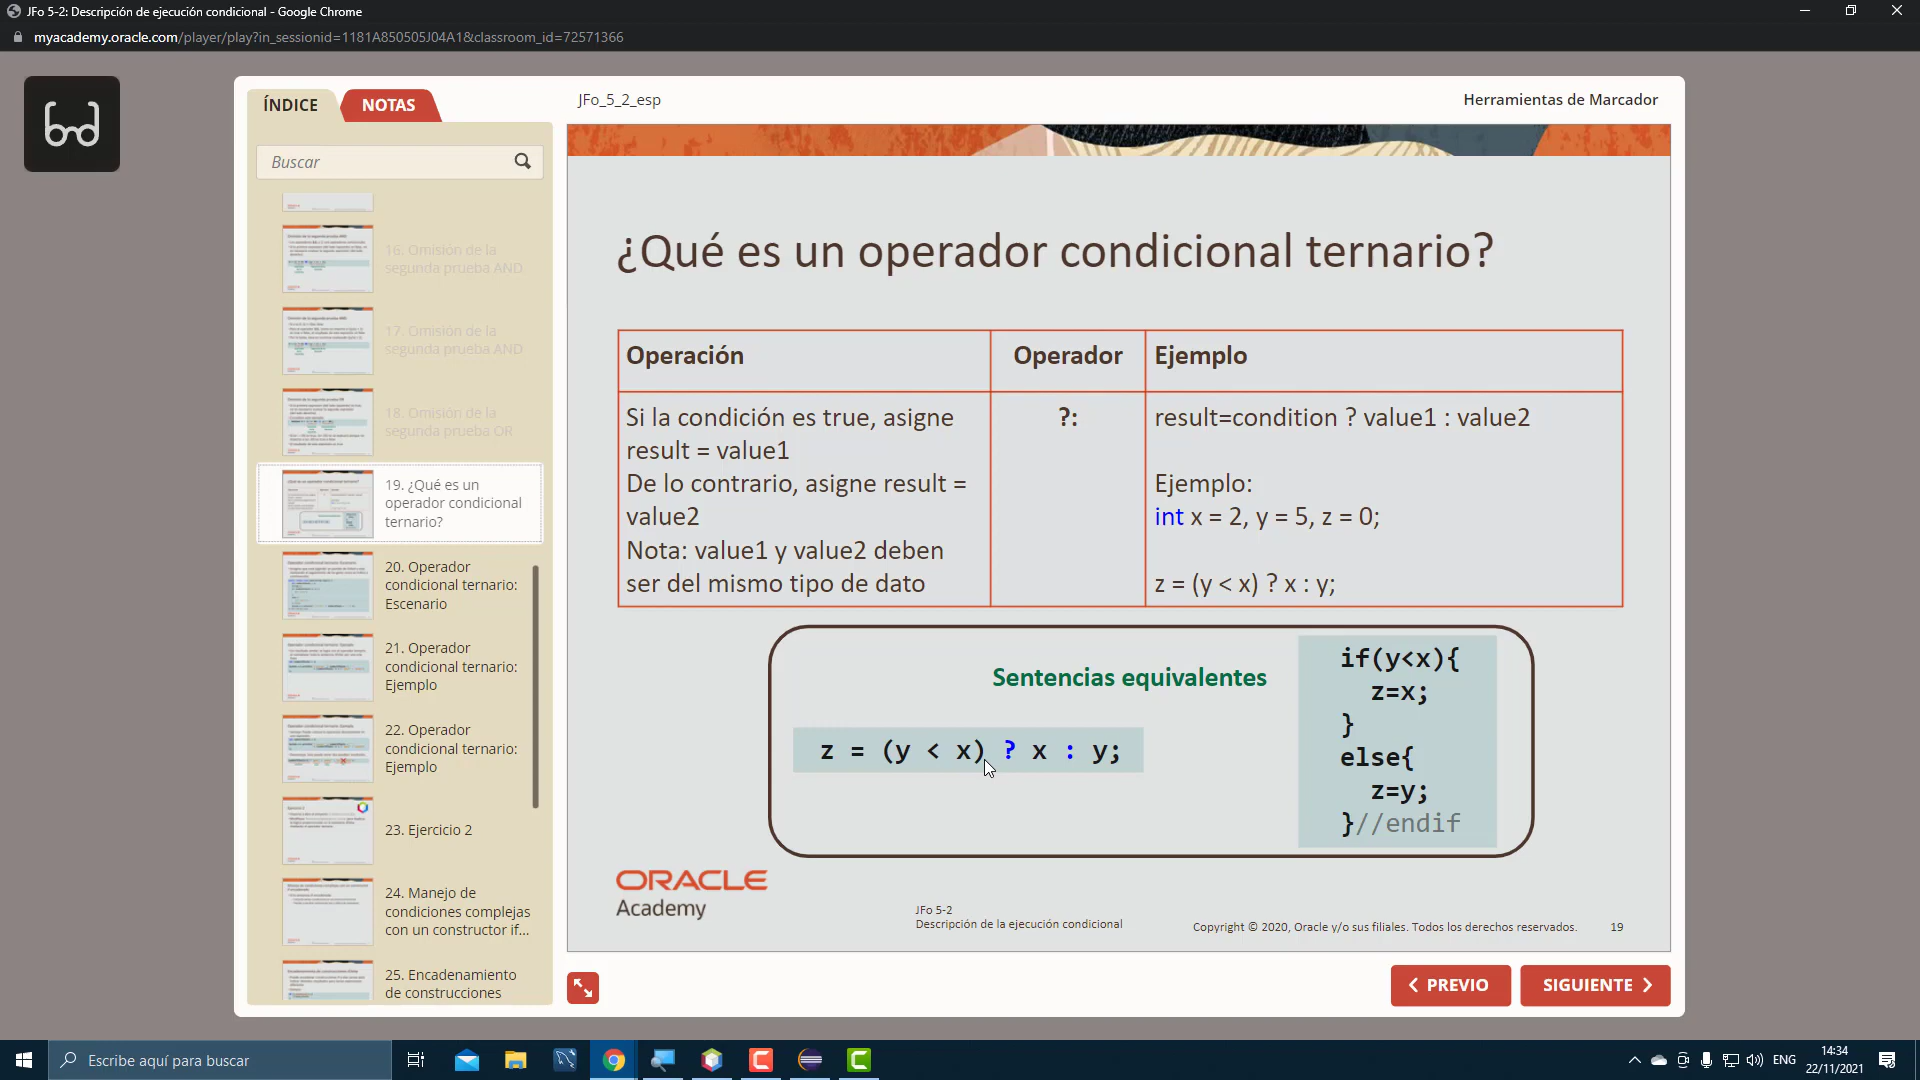 JFo 5-2: Descripción de ejecución condicional - Google Chrome
myacademy.oracle.com/player/play?in_sessionid=1181A850505J04A1&classroom_id=72571366
ÍNDICE
NOTAS
Buscar
16. Omisión de la
segunda prueba AND
17. Omisión de la
segunda prueba AND
18. Omisión de la
segunda prueba OR
19. ¿Qué es un
operador condicional
ternario?
20. Operador
condicional ternario:
Escenario
21. Operador
condicional ternario:
Ejemplo
22. Operador
condicional ternario:
Ejemplo
23. Ejercicio 2
24. Manejo de
condiciones complejas
con un constructor if...
25. Encadenamiento
de construcciones
JFo_5_2_esp
Herramientas de Marcador
¿Qué es un operador condicional ternario?
Operación
Operador
Ejemplo
Si la condición es true, asigne
result = value1
De lo contrario, asigne result =
value2
Nota: value1 y value2 deben
ser del mismo tipo de dato
?:
result=condition ? value1 : value2
Ejemplo:
int x = 2, y = 5, z = 0;
z = (y < x) ? x : y;
Sentencias equivalentes
z = (y < x) ? x : y;
if(y<x){
z=x;
}
else{
z=y;
}//endif
ORACLE
Academy
JFo 5-2
Descripción de la ejecución condicional
Copyright © 2020, Oracle y/o sus filiales. Todos los derechos reservados.
19
PREVIO
SIGUIENTE
Escribe aquí para buscar
ENG
14:34
22/11/2021